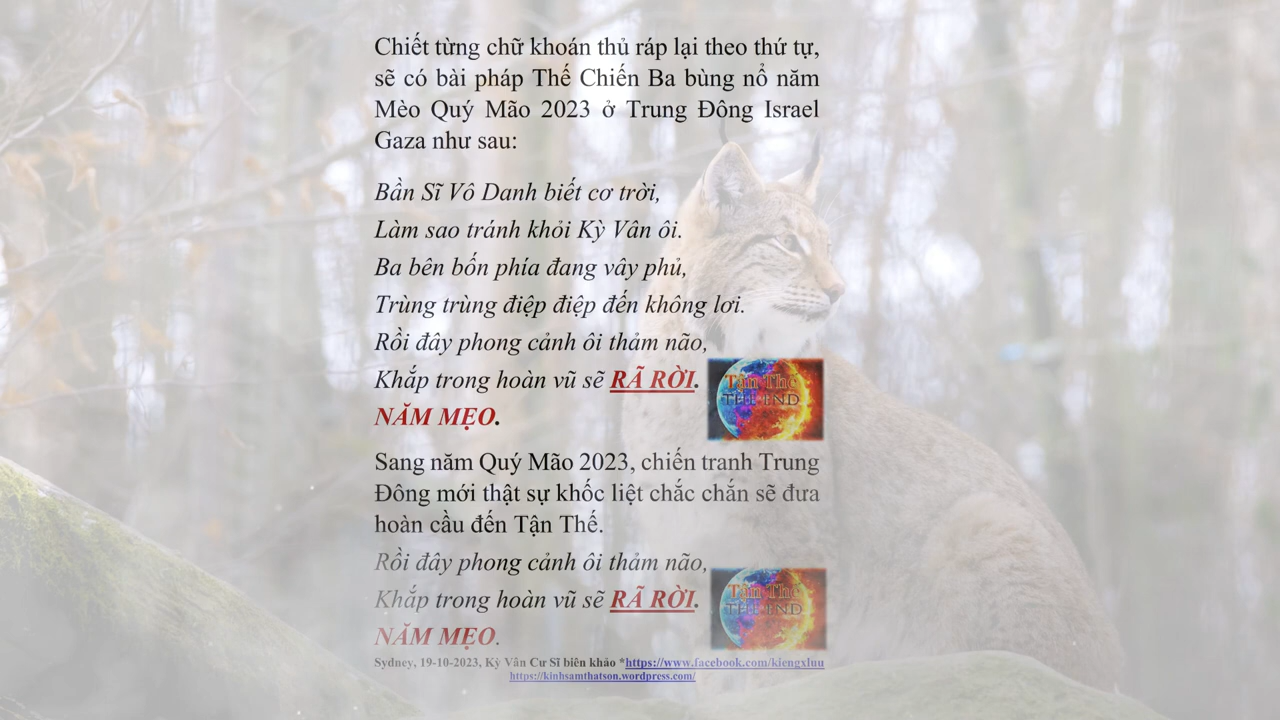 Chiết từng chữ khoán thủ ráp lại theo thứ tự,
sẽ có bài pháp Thế Chiến Ba bùng nổ năm
Mèo Quý Mão 2023 ở Trung Đông Israel
Gaza như sau:
Bần Sĩ Vô Danh biết cơ trời,
Làm sao tránh khỏi Kỳ Vân ôi.
Ba bên bốn phía đang vây phủ,
Trùng trùng điệp điệp đến không lơi.
Rồi đây phong cảnh ôi thảm não,
Khắp trong hoàn vũ sẽ RÃ RỜI.
Tận Thế
THE END
NĂM MẸO.
Sang năm Quý Mão 2023, chiến tranh Trung
Đông mới thật sự khốc liệt chắc chắn sẽ đưa
hoàn cầu đến Tận Thế.
Rồi đây phong cảnh ôi thảm não,
Khắp trong hoàn vũ sẽ RÃ RỜI.
Tận Thế
THE END
NĂM MẸO.
Sydney, 19-10-2023, Kỳ Vân Cư Sĩ biên khảo *https://www.facebook.com/kiengxluu
https://kinhsamthatson.wordpress.com/